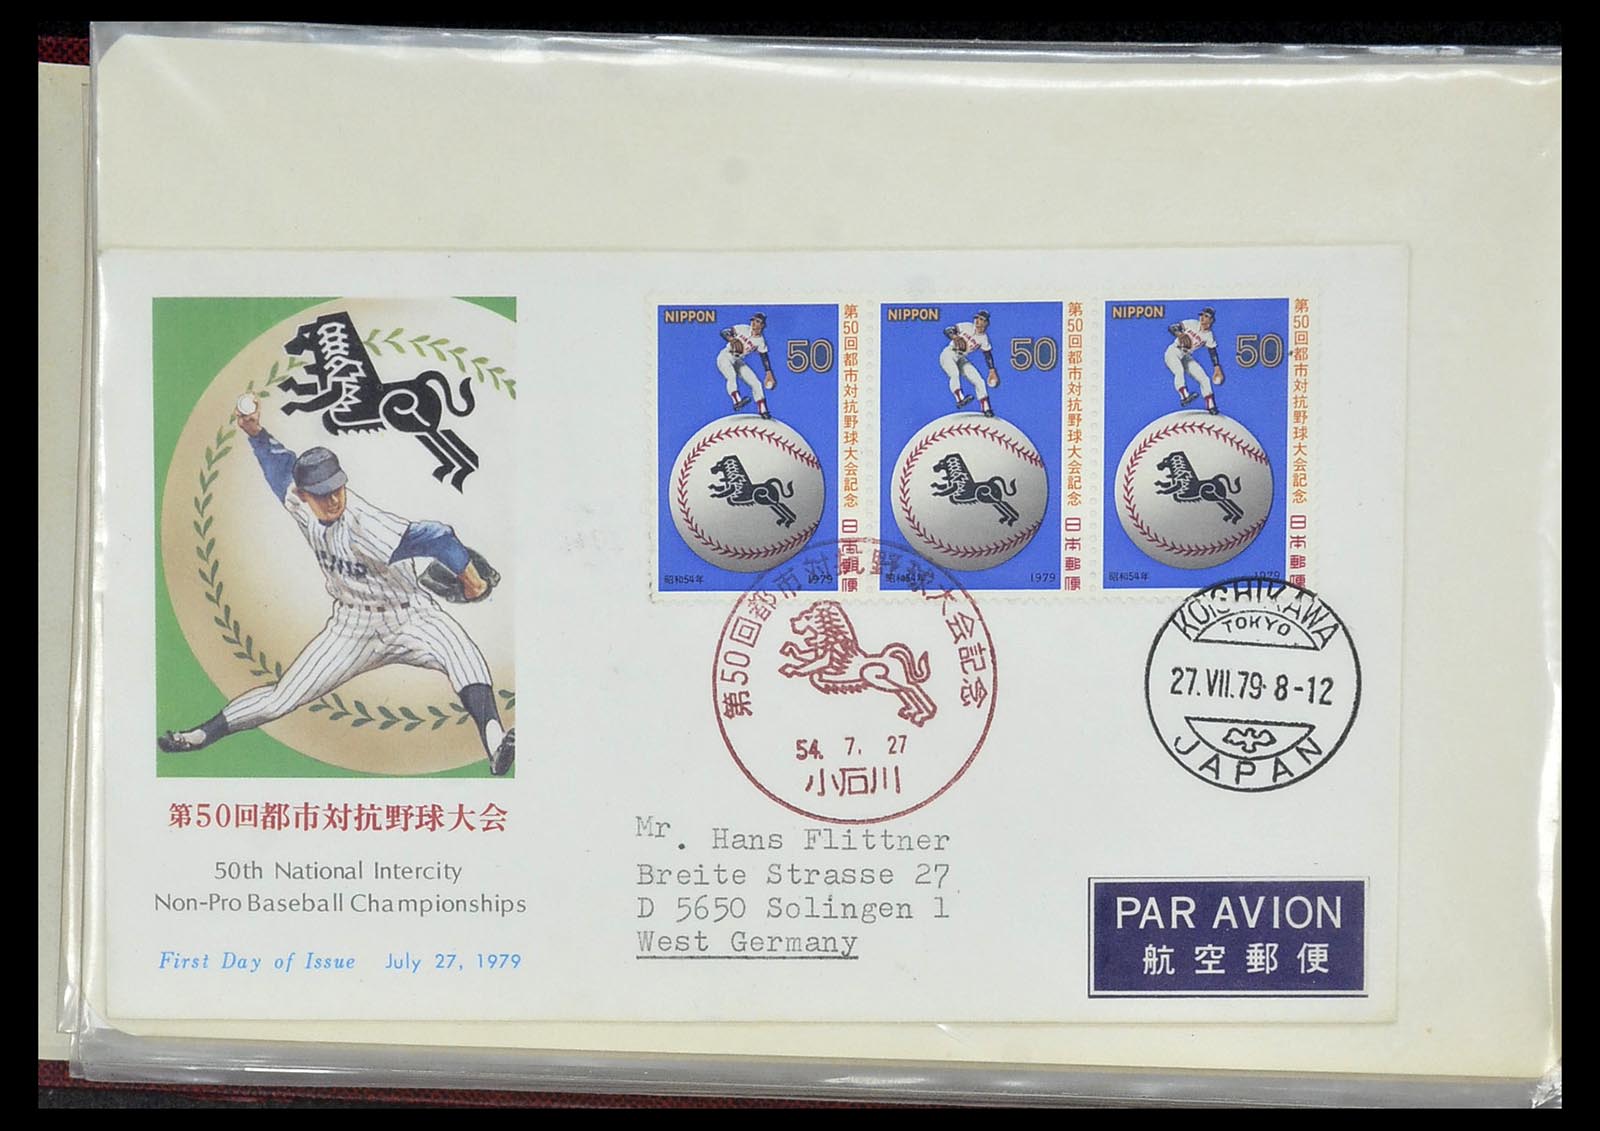 NIPPON
50
第50回都市対抗野球大会記念
日本郵便
昭和54年
1979
NIPPON
50
第50回都市対抗野球大会記念
日本郵便
昭和54年
1979
NIPPON
50
第50回都市対抗野球大会記念
日本郵便
昭和54年
1979
第50回都市対抗野球大会記念
54. 7. 27
小石川
KOISHIKAWA
TOKYO
27.VII.79 8-12
JAPAN
第50回都市対抗野球大会
50th National Intercity
Non-Pro Baseball Championships
First Day of Issue July 27, 1979
Mr. Hans Flittner
Breite Strasse 27
D 5650 Solingen 1
West Germany
PAR AVION
航空郵便